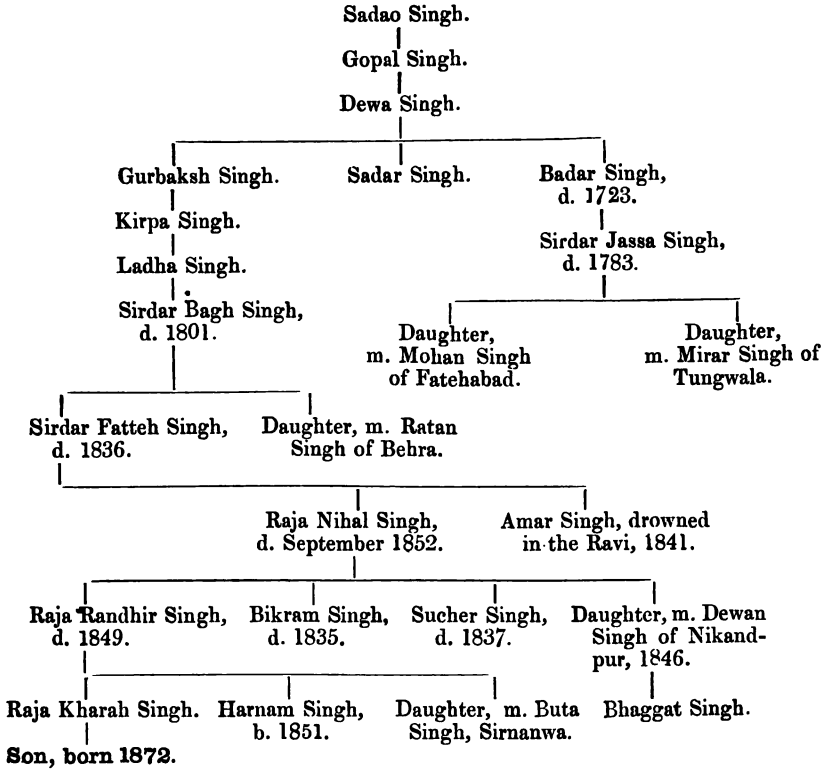 Sadao Singh.
Gopal Singh.
Dewa Singh.
Gurbaksh Singh.
Sadar Singh.
Badar Singh,
d. 1723.
Kirpa Singh.
Sirdar Jassa Singh,
d. 1783.
Ladha Singh.
Sirdar Bagh Singh,
d. 1801.
Daughter,
m. Mohan Singh
of Fatehabad.
Daughter,
m. Mirar Singh of
Tungwala.
Sirdar Fatteh Singh,
d. 1836.
Daughter, m. Ratan
Singh of Behra.
Raja Nihal Singh,
d. September 1852.
Amar Singh, drowned
in the Ravi, 1841.
Raja Randhir Singh,
d. 1849.
Bikram Singh,
d. 1835.
Sucher Singh,
d. 1837.
Daughter, m. Dewan
Singh of Nikand-
pur, 1846.
Raja Kharah Singh.
Harnam Singh,
b. 1851.
Daughter, m. Buta
Singh, Sirnanwa.
Bhaggat Singh.
Son, born 1872.